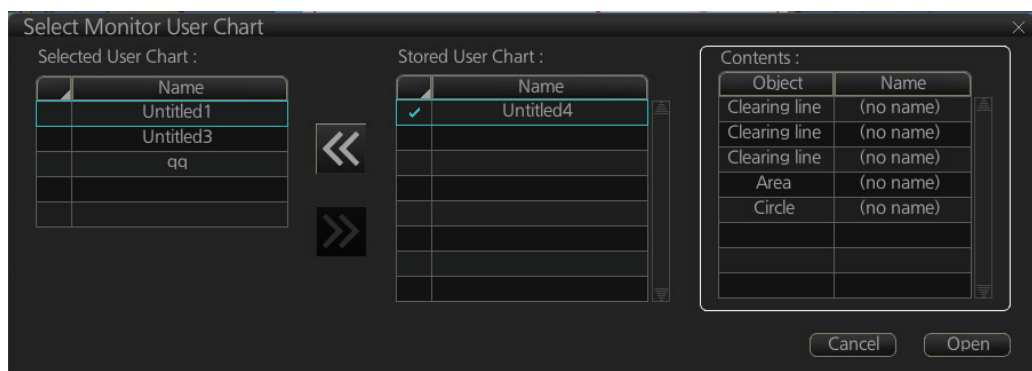 Select Monitor User Chart
Selected User Chart :
Name
Untitled1
Untitled3
qq
Stored User Chart :
Name
Untitled4
Contents :
Object Name
Clearing line (no name)
Clearing line (no name)
Clearing line (no name)
Area (no name)
Circle (no name)
Cancel Open